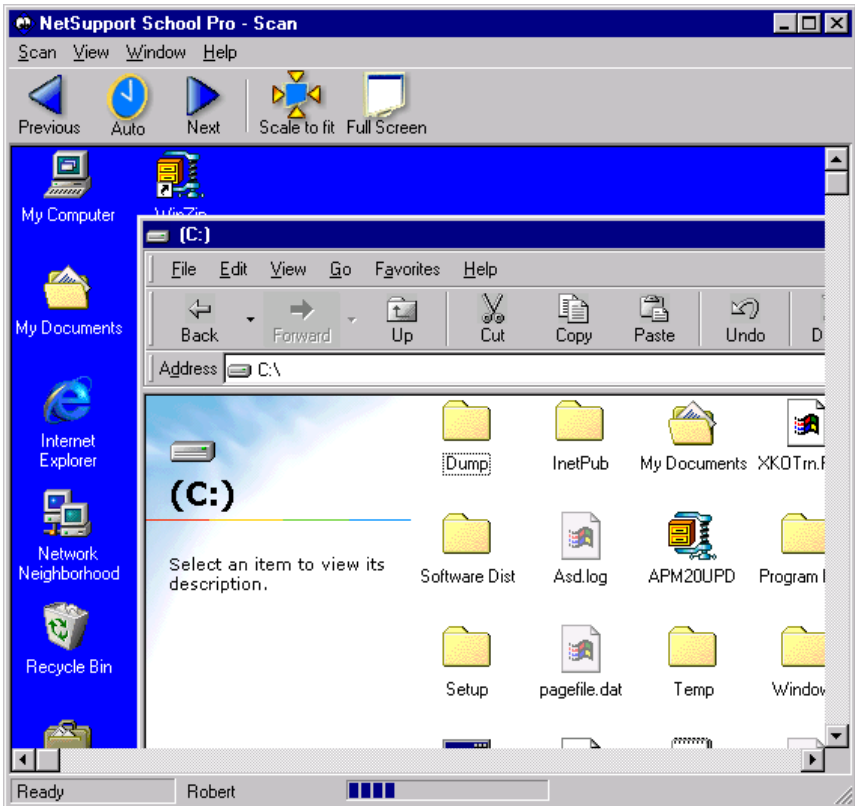 NetSupport School Pro - Scan
Scan View Window Help
Previous Auto Next Scale to fit Full Screen
My Computer WinZip
(C:)
File Edit View Go Favorites Help
Back Forward Up Cut Copy Paste Undo D
My Documents
Address C:\
Internet
Explorer
Dump InetPub My Documents XKOTrn.
(C:)
Select an item to view its
description.
Network
Neighborhood
Software Dist Asd.log APM20UPD Program
Recycle Bin
Setup pagefile.dat Temp Window
Ready Robert